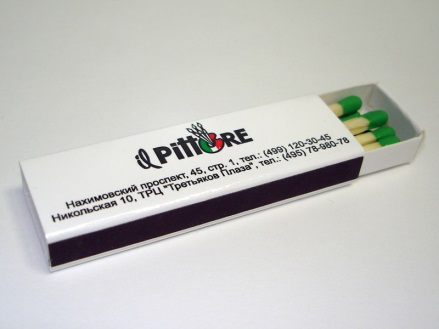 il PittORE
Нахимовский проспект, 45, стр. 1, тел.: (499) 120-30-45
Никольская 10, ТРЦ "Третьяков Плаза", тел.: (495) 78-980-78